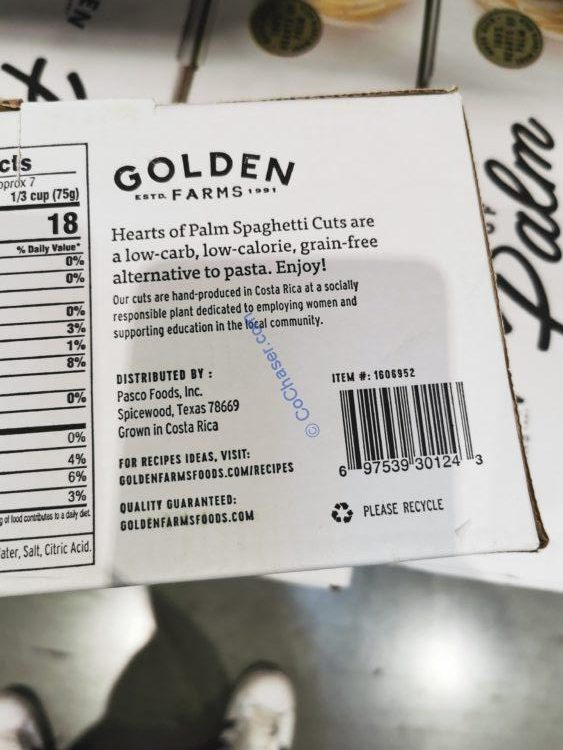 cts
pprox 7
1/3 cup (75g)
18
% Daily Value*
0%
0%
0%
3%
1%
8%
0%
0%
4%
6%
3%
g of food contributes to a daily diet
ater, Salt, Citric Acid.
GOLDEN
ESTD. FARMS 1991
Hearts of Palm Spaghetti Cuts are
a low-carb, low-calorie, grain-free
alternative to pasta. Enjoy!
Our cuts are hand-produced in Costa Rica at a socially
responsible plant dedicated to employing women and
supporting education in the local community.
DISTRIBUTED BY :
Pasco Foods, Inc.
Spicewood, Texas 78669
Grown in Costa Rica
FOR RECIPES IDEAS, VISIT:
GOLDENFARMSFOODS.COM/RECIPES
QUALITY GUARANTEED:
GOLDENFARMSFOODS.COM
ITEM #: 1606952
6 97539 30124 3
PLEASE RECYCLE
© CoChaser.com
Palm